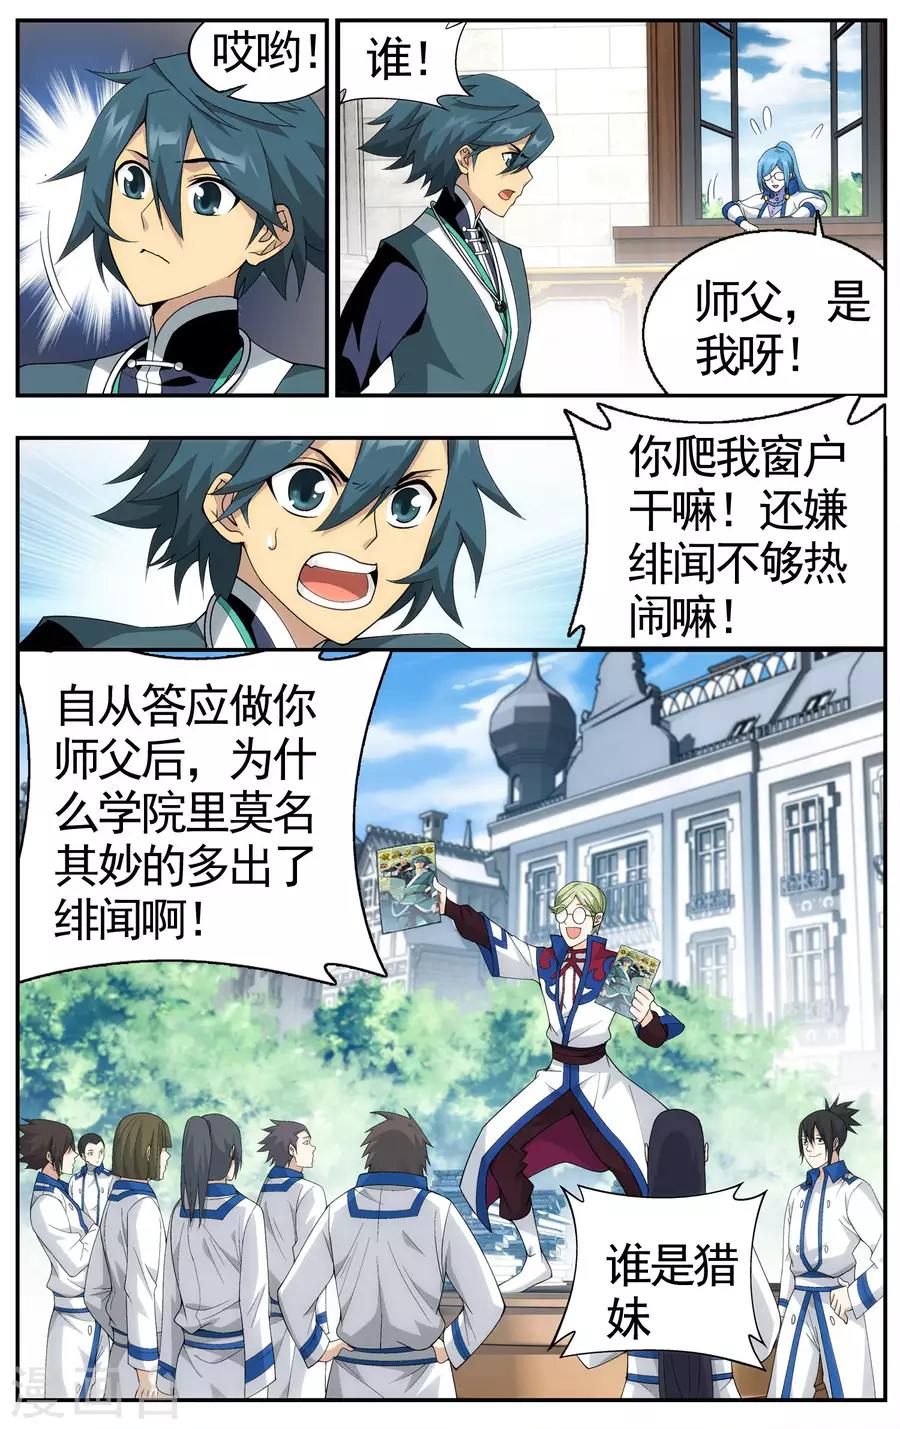 哎哟！
谁！
师父，是
我呀！
你爬我窗户
干嘛！还嫌
绯闻不够热
闹嘛！
自从答应做你
师父后，为什
么学院里莫名
其妙的多出了
绯闻啊！
谁是猎
妹
漫画台